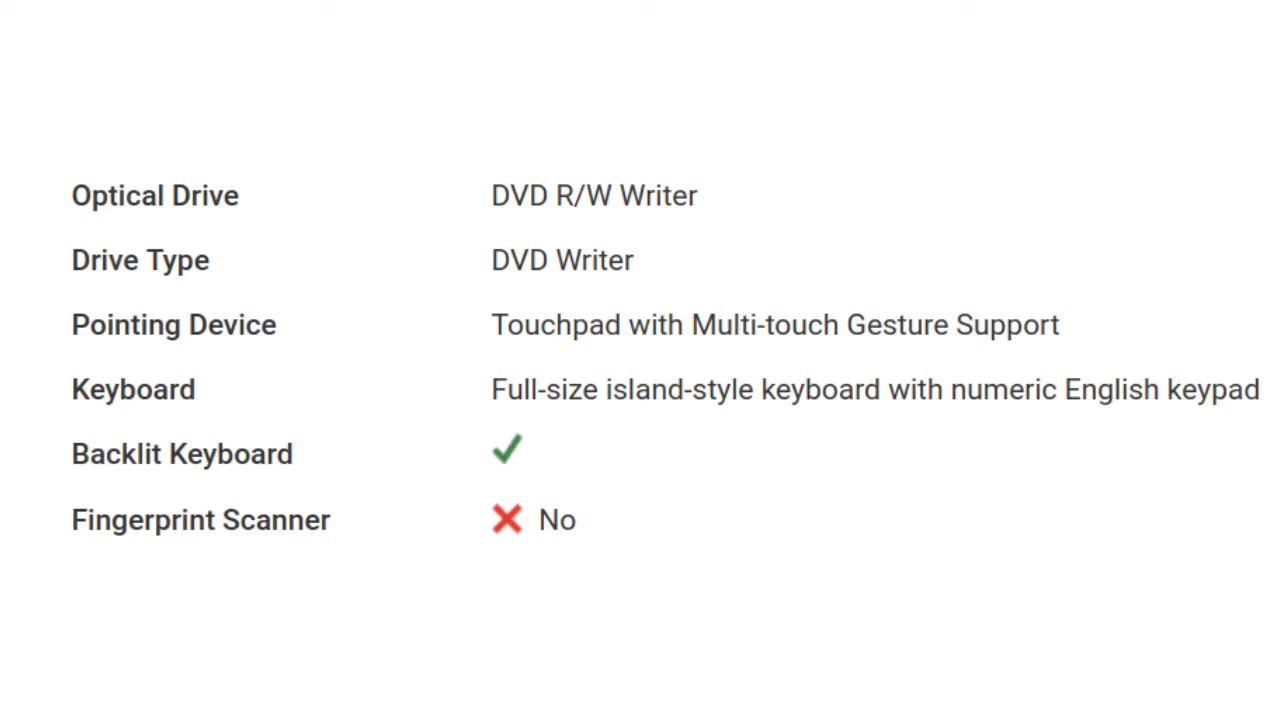 Optical Drive DVD R/W Writer
Drive Type DVD Writer
Pointing Device Touchpad with Multi-touch Gesture Support
Keyboard Full-size island-style keyboard with numeric English keypad
Backlit Keyboard ✔
Fingerprint Scanner ❌ No